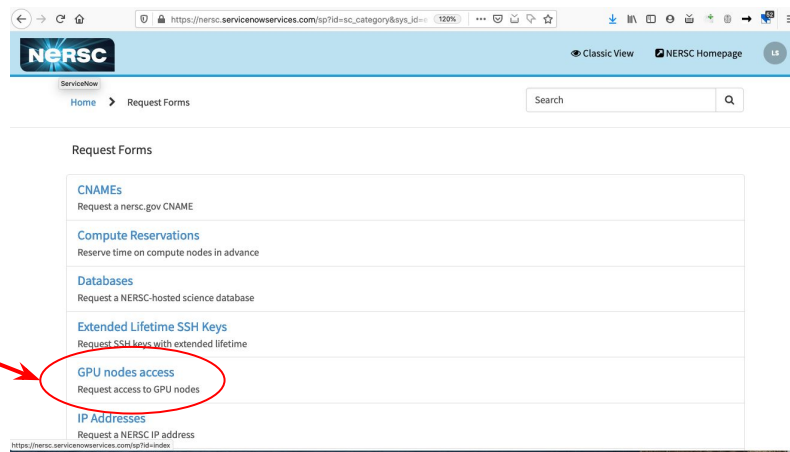 https://nersc.servicenowservices.com/sp?id=sc_category&sys_id=
120%
52
NERSC
Classic View
NERSC Homepage
LS
ServiceNow
Home
Request Forms
Search
Request Forms
CNAMEs
Request a nersc.gov CNAME
Compute Reservations
Reserve time on compute nodes in advance
Databases
Request a NERSC-hosted science database
Extended Lifetime SSH Keys
Request SSH keys with extended lifetime
GPU nodes access
Request access to GPU nodes
IP Addresses
Request a NERSC IP address
https://nersc.servicenowservices.com/sp?id=index